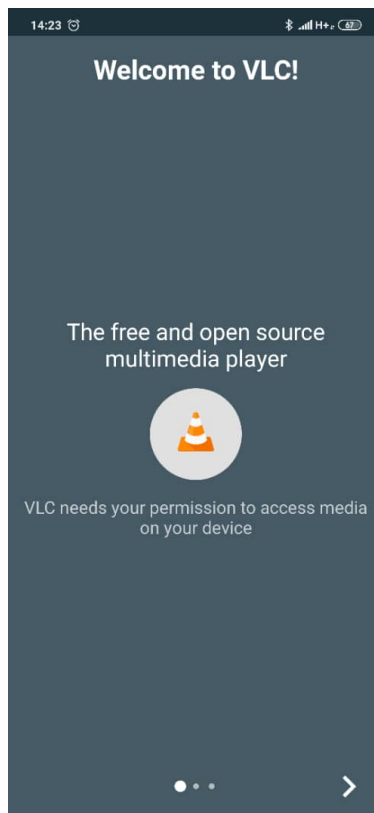 14:23
H+
67
Welcome to VLC!
The free and open source
multimedia player
VLC needs your permission to access media
on your device